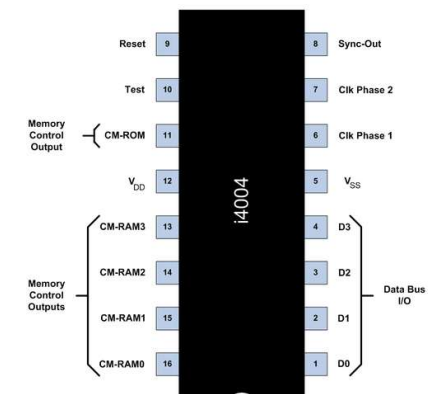 Reset 9 8 Sync-Out
Test 10 7 Clk Phase 2
Memory
Control
Output
CM-ROM 11 6 Clk Phase 1
VDD 12 5 VSS
i4004
CM-RAM3 13 4 D3
CM-RAM2 14 3 D2
Memory
Control
Outputs
Data Bus
I/O
CM-RAM1 15 2 D1
CM-RAM0 16 1 D0